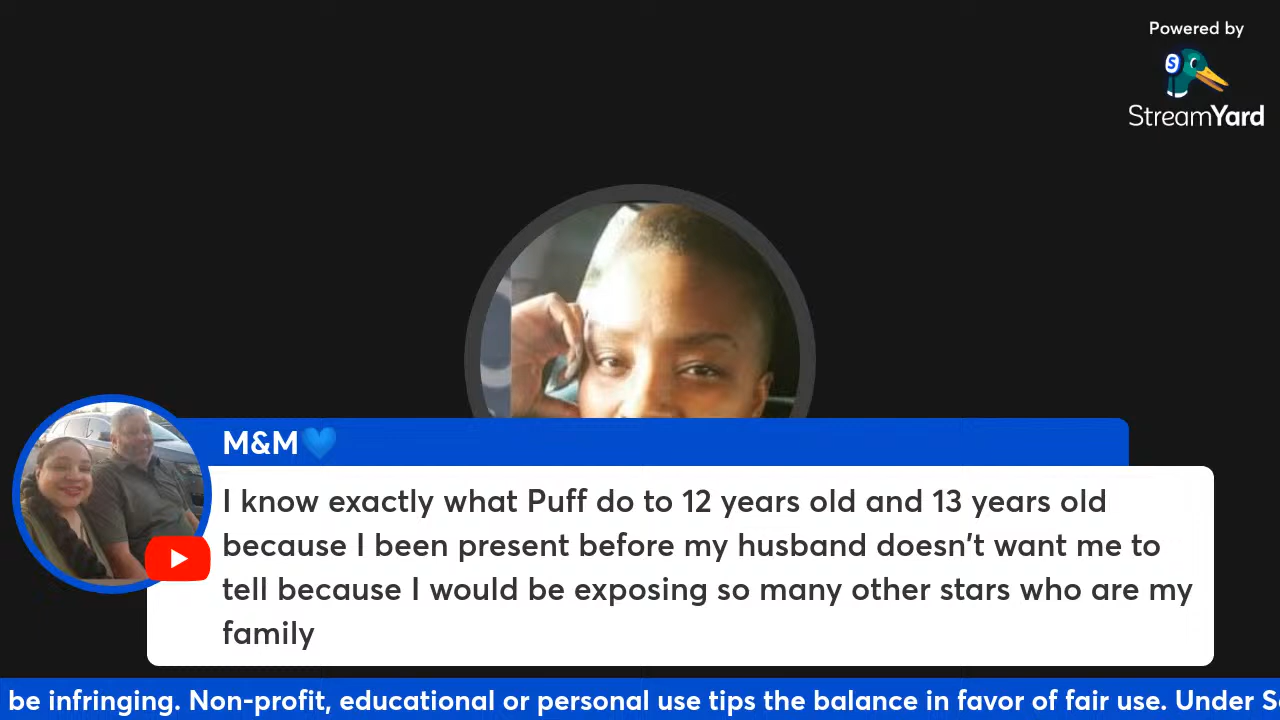 Powered by
S
StreamYard
M&M💙
I know exactly what Puff do to 12 years old and 13 years old
because I been present before my husband doesn't want me to
tell because I would be exposing so many other stars who are my
family
be infringing. Non-profit, educational or personal use tips the balance in favor of fair use. Under S